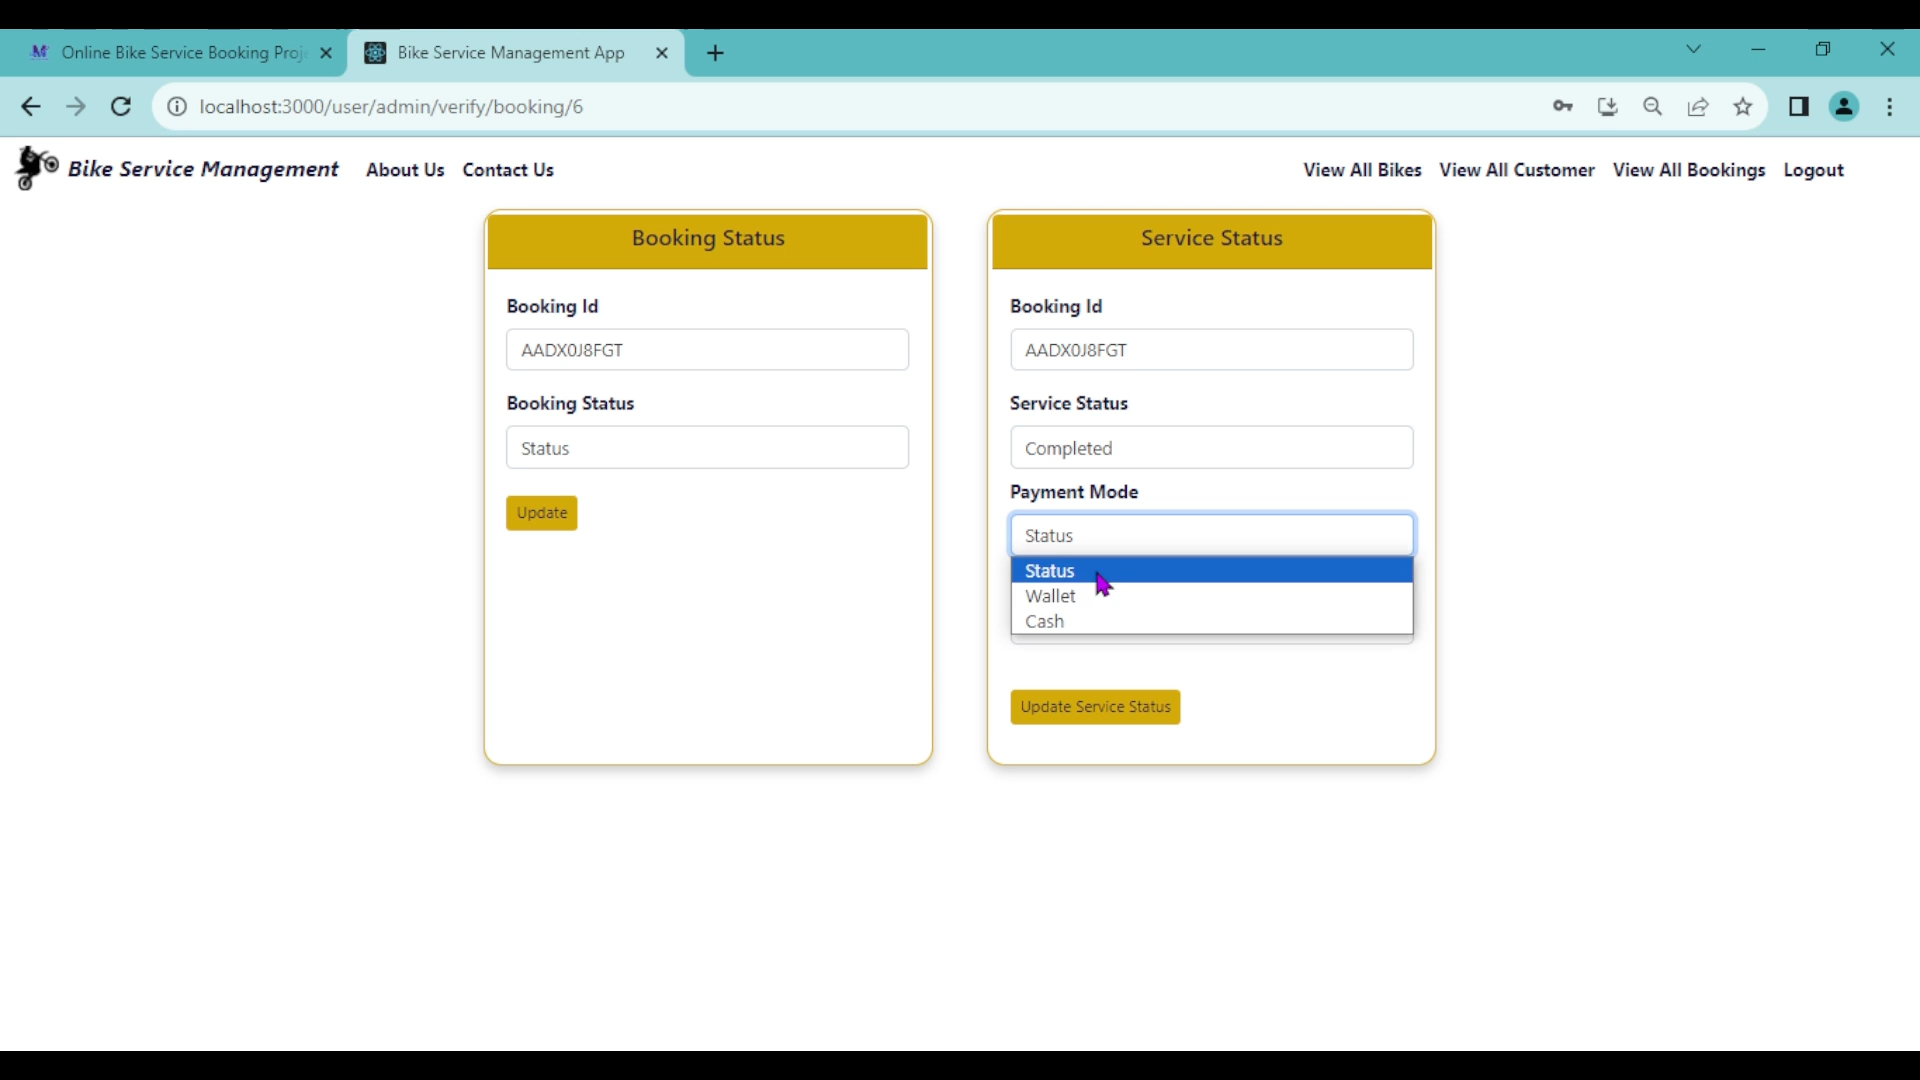 Online Bike Service Booking Proj
Bike Service Management App
localhost:3000/user/admin/verify/booking/6
Bike Service Management About Us Contact Us View All Bikes View All Customer View All Bookings Logout
Booking Status
Booking Id
AADX0J8FGT
Booking Status
Status
Update
Service Status
Booking Id
AADX0J8FGT
Service Status
Completed
Payment Mode
Status
Status
Wallet
Cash
Update Service Status